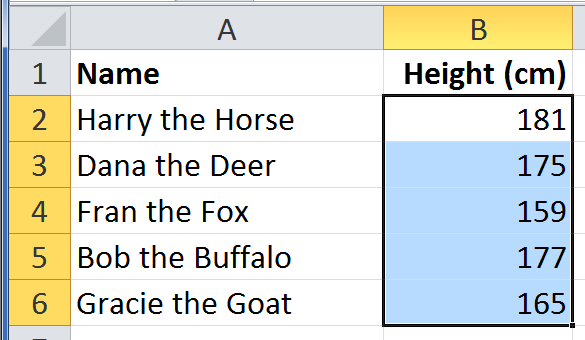 A B
1 Name Height (cm)
2 Harry the Horse 181
3 Dana the Deer 175
4 Fran the Fox 159
5 Bob the Buffalo 177
6 Gracie the Goat 165